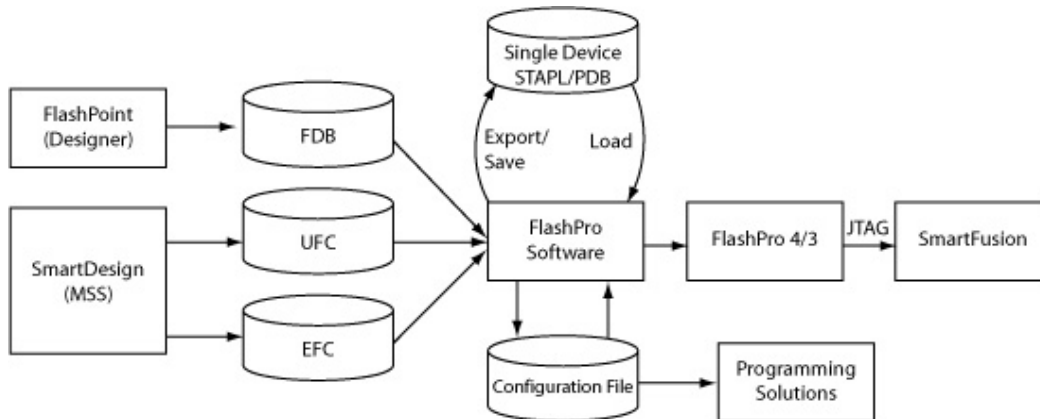 Single Device
STAPL/PDB
FlashPoint
(Designer)
FDB
Export/
Save
Load
SmartDesign
(MSS)
UFC
EFC
FlashPro
Software
FlashPro 4/3
JTAG
SmartFusion
Configuration File
Programming
Solutions